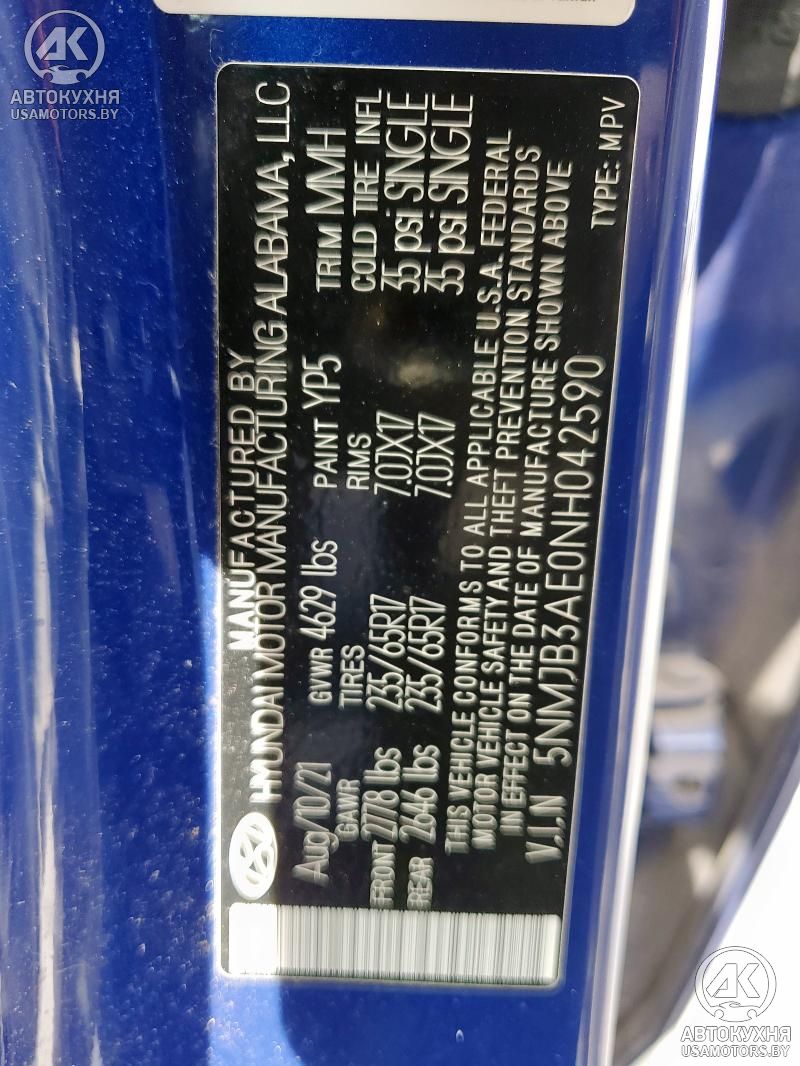 АК
АВТОКУХНЯ
USAMOTORS.BY
MANUFACTURED BY
HYUNDAI MOTOR MANUFACTURING ALABAMA, LLC
Aug/10/21 GVWR 4629 lbs PAINT YP5 TRIM MMH
GAWR TIRES RIMS COLD TIRE INFL
FRONT 2778 lbs 235/65R17 7.0JX17 35 psi SINGLE
REAR 2646 lbs 235/65R17 7.0JX17 35 psi SINGLE
THIS VEHICLE CONFORMS TO ALL APPLICABLE U.S.A. FEDERAL
MOTOR VEHICLE SAFETY AND THEFT PREVENTION STANDARDS
IN EFFECT ON THE DATE OF MANUFACTURE SHOWN ABOVE
V.I.N 5NMJB3AE0NH042590 TYPE: MPV
АК
АВТОКУХНЯ
USAMOTORS.BY